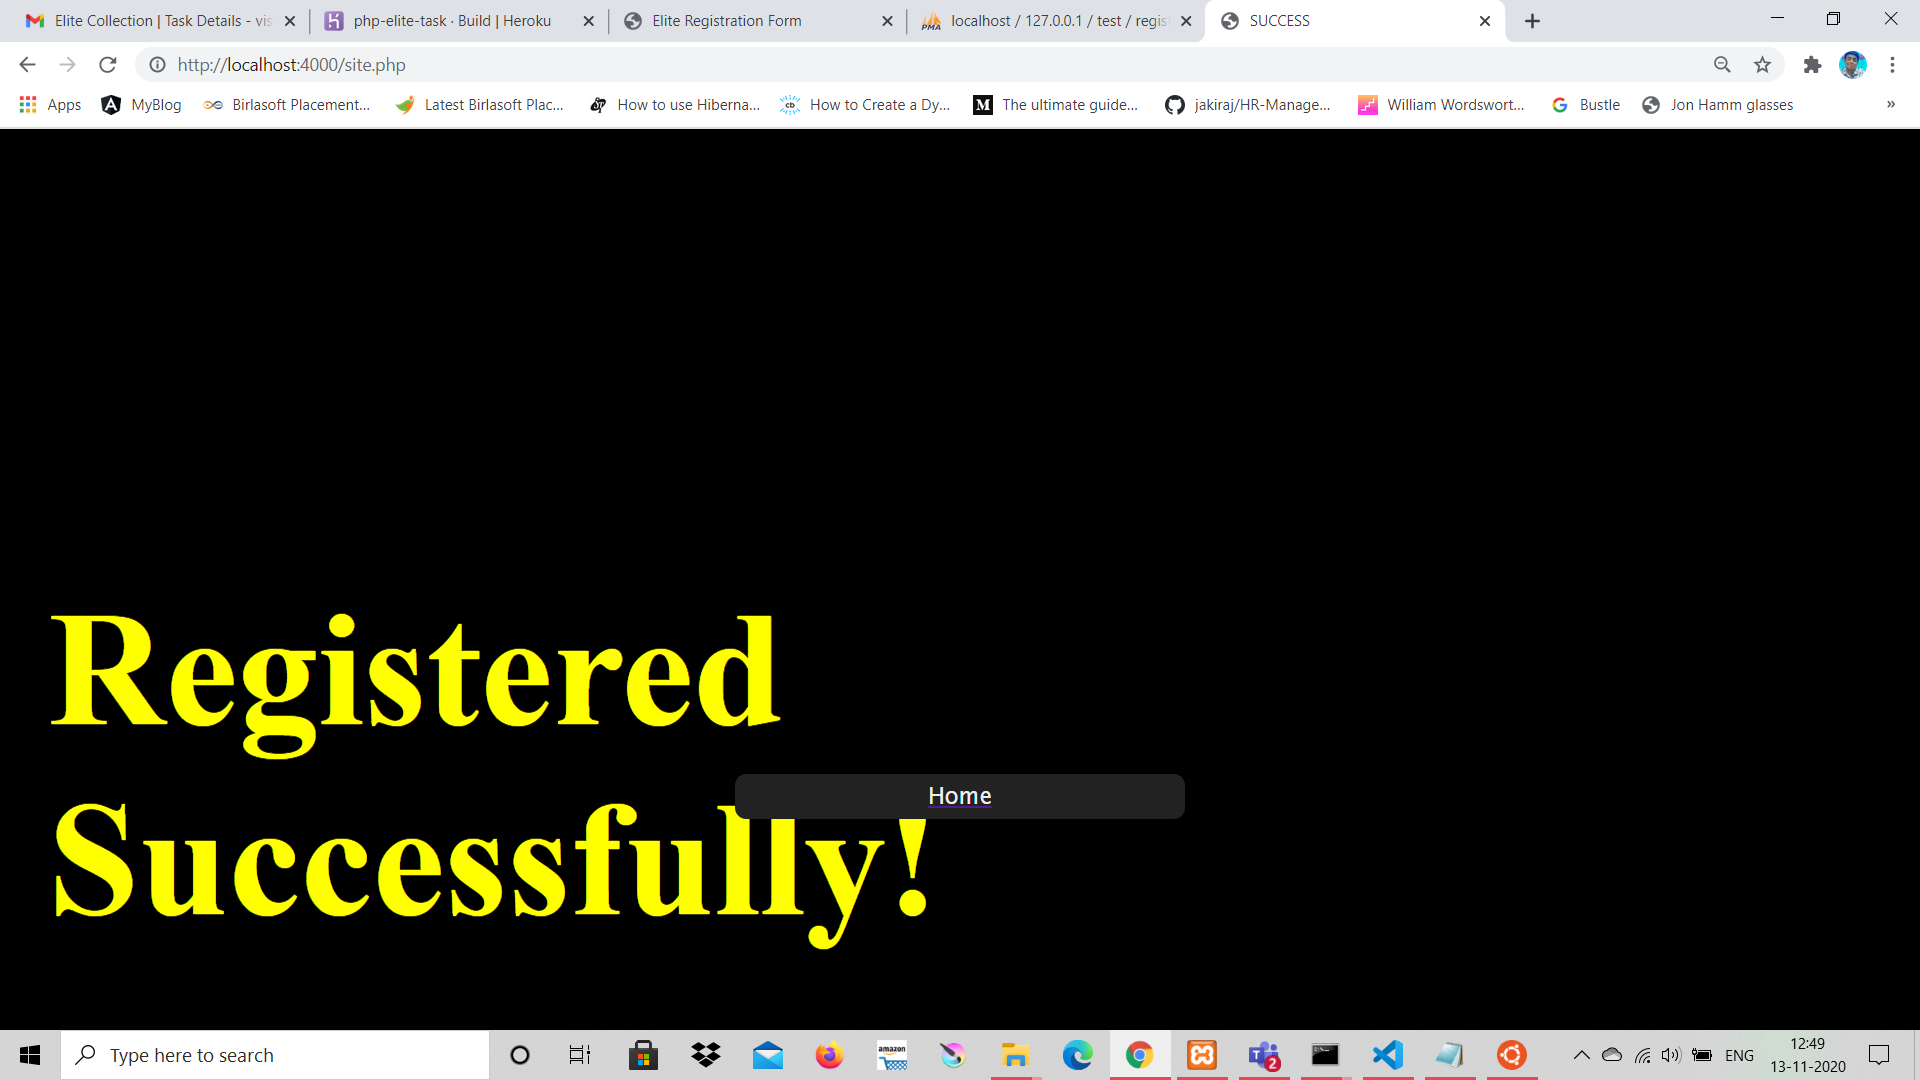 Elite Collection | Task Details - vis
php-elite-task · Build | Heroku
Elite Registration Form
localhost / 127.0.0.1 / test / regis
SUCCESS
http://localhost:4000/site.php
Apps
MyBlog
Birlasoft Placement...
Latest Birlasoft Plac...
How to use Hiberna...
cb
How to Create a Dy...
M
The ultimate guide...
jakiraj/HR-Manage...
William Wordswort...
Bustle
Jon Hamm glasses
»
Registered
Home
Successfully!
Type here to search
amazon
2
ENG
12:49
13-11-2020